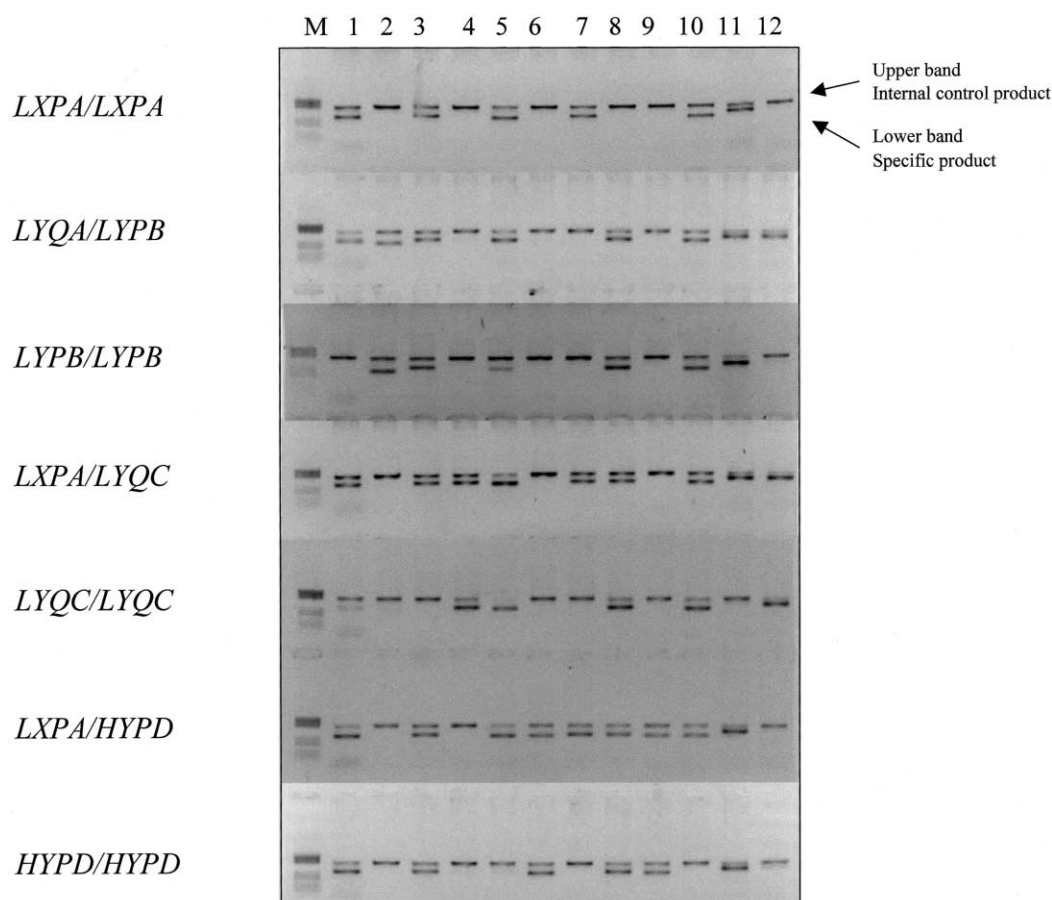 M 1 2 3 4 5 6 7 8 9 10 11 12
LXPA/LXPA
Upper band
Internal control product
Lower band
Specific product
LYQA/LYPB
LYPB/LYPB
LXPA/LYQC
LYQC/LYQC
LXPA/HYPD
HYPD/HYPD